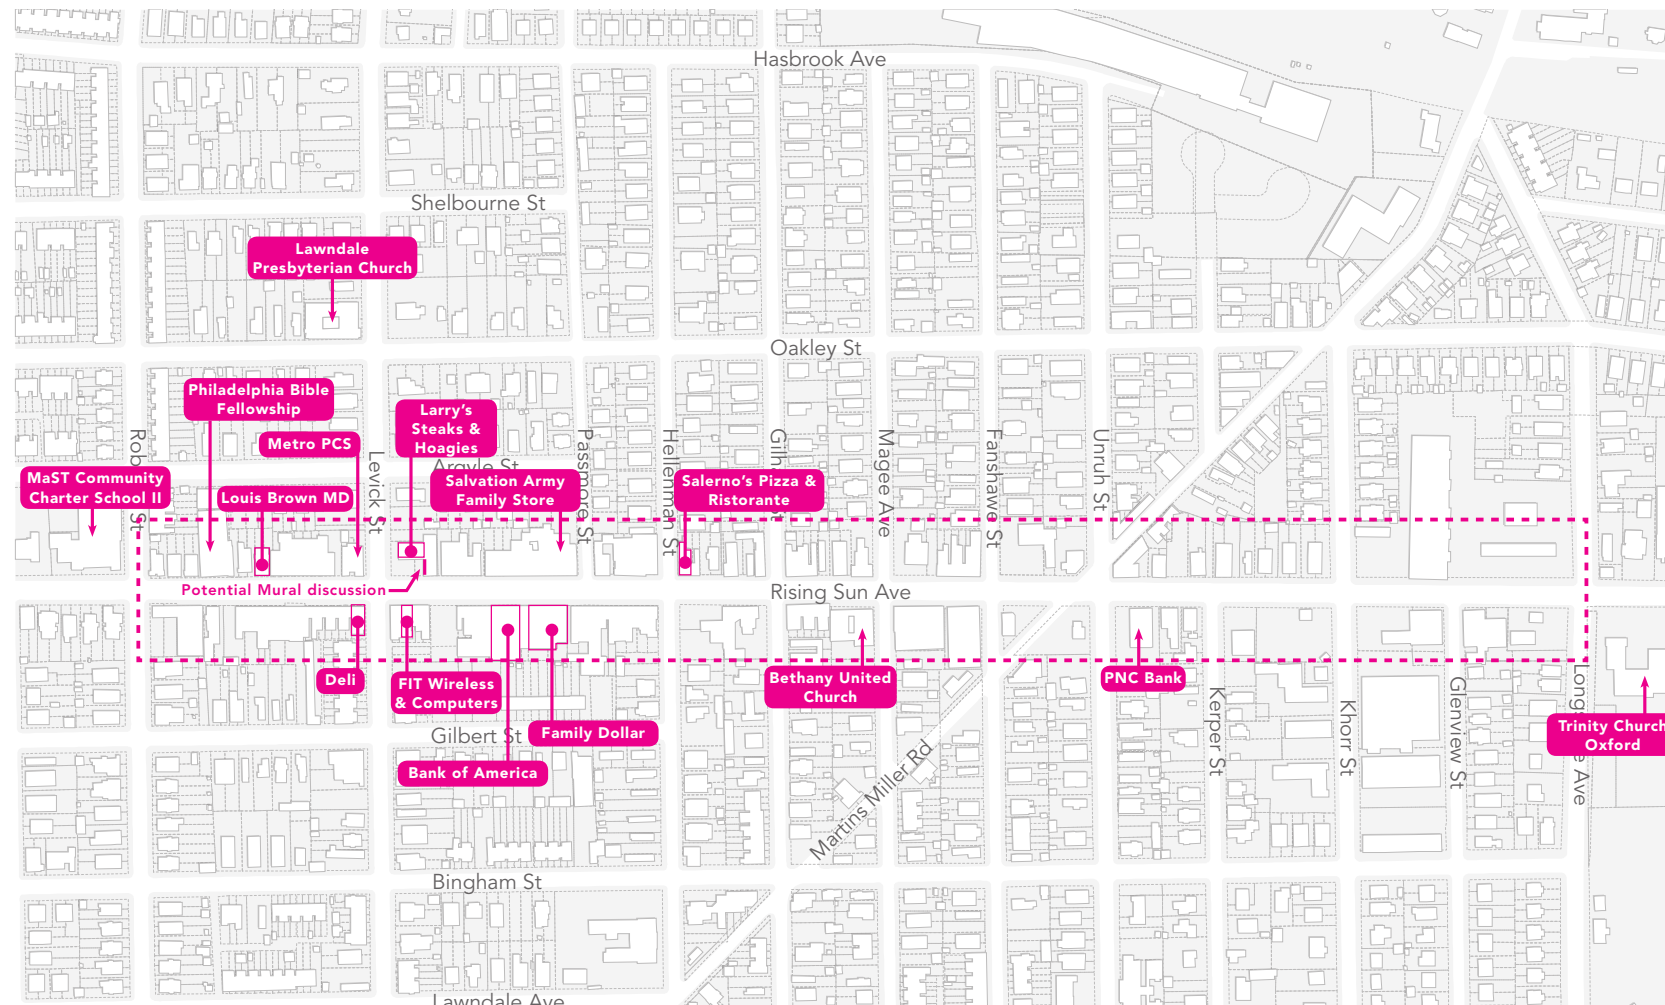 Hasbrook Ave
Shelbourne St
Lawndale
Presbyterian Church
Oakley St
Philadelphia Bible
Fellowship
Metro PCS
Larry's
Steaks &
Hoagies
Argyle St
MaST Community
Charter School II
Louis Brown MD
Salvation Army
Family Store
Salerno's Pizza &
Ristorante
Levick St
Passmore St
Hellenman St
Magee Ave
Fanshawe St
Unruh St
Potential Mural discussion
Rising Sun Ave
Deli
FIT Wireless
& Computers
Bethany United
Church
PNC Bank
Gilbert St
Family Dollar
Bank of America
Martins Miller Rd
Kerper St
Khorr St
Glenview St
Trinity Church
Oxford
Bingham St
Lawndale Ave